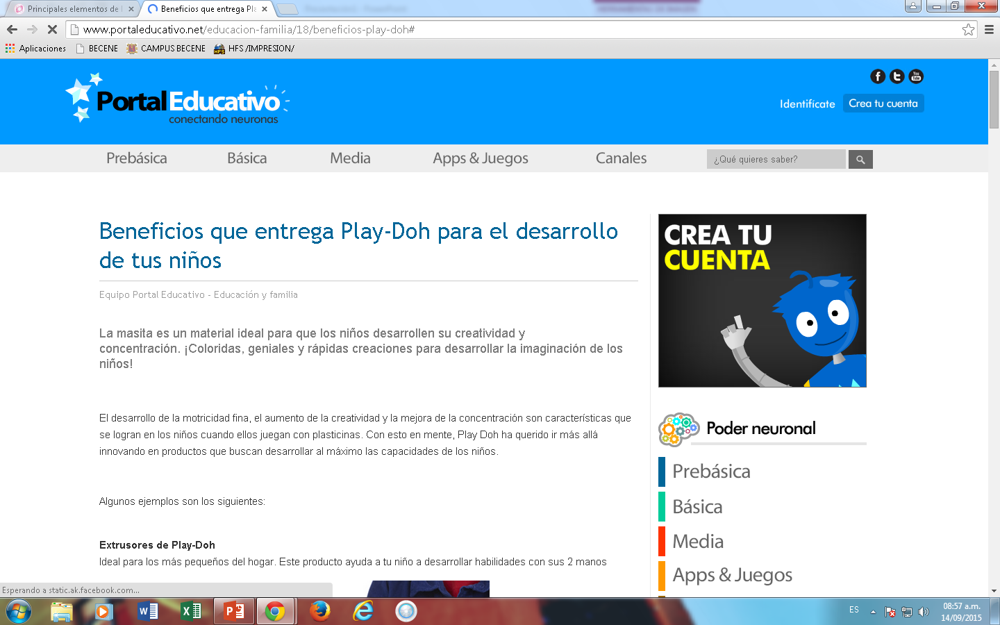 Principales elementos de
Beneficios que entrega Pl
www.portaleducativo.net/educacion-familia/18/beneficios-play-doh#
Aplicaciones BECENE CAMPUS BECENE HFS /IMPRESION/
PortalEducativo
conectando neuronas
You Tube
Identifícate Crea tu cuenta
Prebásica Básica Media Apps & Juegos Canales ¿Qué quieres saber?
Beneficios que entrega Play-Doh para el desarrollo
de tus niños
Equipo Portal Educativo - Educación y familia
La masita es un material ideal para que los niños desarrollen su creatividad y
concentración. ¡Coloridas, geniales y rápidas creaciones para desarrollar la imaginación de los
niños!
El desarrollo de la motricidad fina, el aumento de la creatividad y la mejora de la concentración son características que
se logran en los niños cuando ellos juegan con plasticinas. Con esto en mente, Play Doh ha querido ir más allá
innovando en productos que buscan desarrollar al máximo las capacidades de los niños.
Algunos ejemplos son los siguientes:
Extrusores de Play-Doh
Ideal para los más pequeños del hogar. Este producto ayuda a tu niño a desarrollar habilidades con sus 2 manos
CREA TU
CUENTA
Poder neuronal
Prebásica
Básica
Media
Apps & Juegos
Esperando a static.ak.facebook.com...
ES
08:57 a.m.
14/09/2015